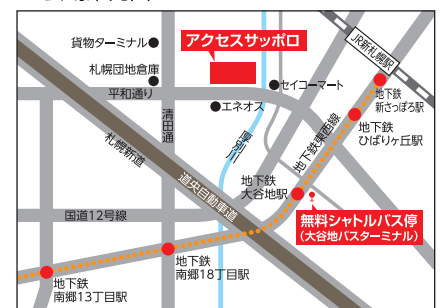 貨物ターミナル
アクセスサッポロ
JR新札幌駅
札幌団地倉庫
セイコーマート
地下鉄
新さっぽろ駅
平和通り
エネオス
清田通
厚別川
地下鉄東西線
地下鉄
ひばりヶ丘駅
札幌新道
道央自動車道
地下鉄
大谷地駅
国道12号線
無料シャトルバス停
(大谷地バスターミナル)
地下鉄
南郷18丁目駅
地下鉄
南郷13丁目駅